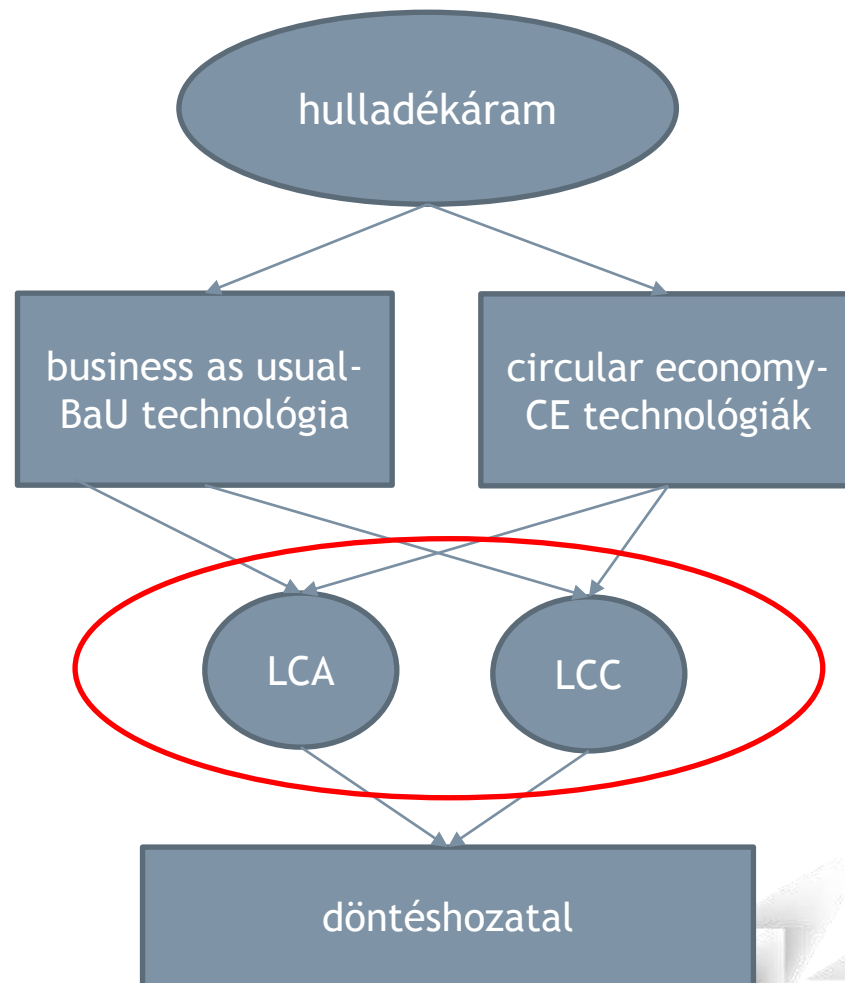 hulladékáram
business as usual-
BaU technológia
circular economy-
CE technológiák
LCA
LCC
döntéshozatal